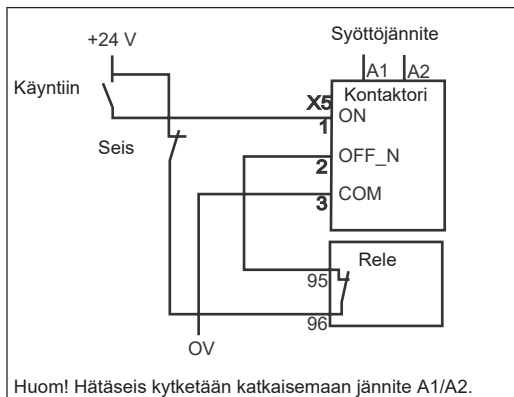 +24 V
Syöttöjännite
A1 A2
Käyntiin
X5
Kontaktori
1 ON
Seis
2 OFF_N
3 COM
Rele
95
96
OV
Huom! Hätäseis kytketään katkaisemaan jännite A1/A2.